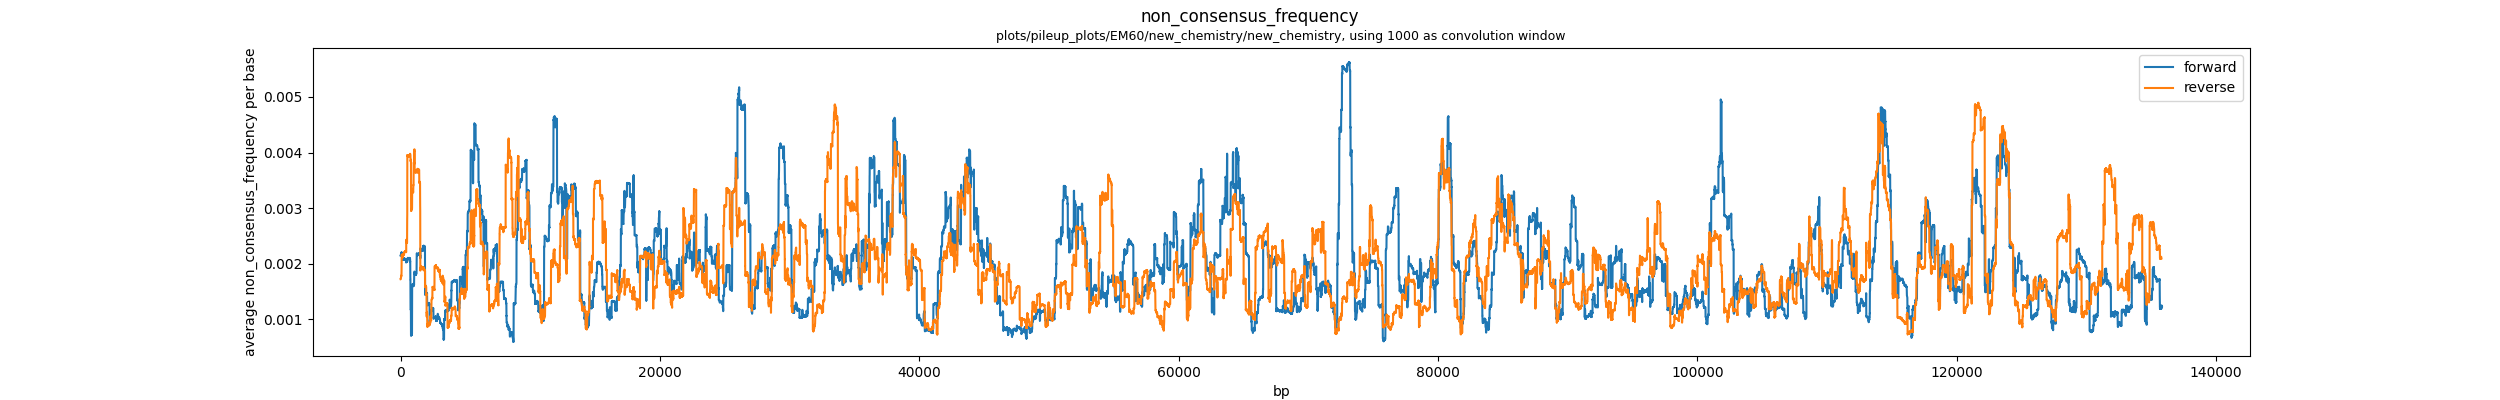 non_consensus_frequency
plots/pileup_plots/EM60/new_chemistry/new_chemistry, using 1000 as convolution window
average non_consensus_frequency per base
0.005
0.004
0.003
0.002
0.001
forward
reverse
0
20000
40000
60000
80000
100000
120000
140000
bp